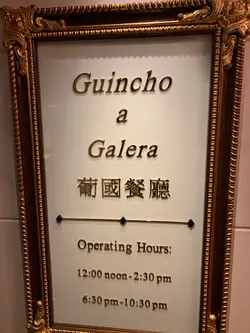 Guincho
a
Galera
葡國餐廳
Operating Hours:
12:00 noon-2:30 pm
6:30 pm-10:30 pm